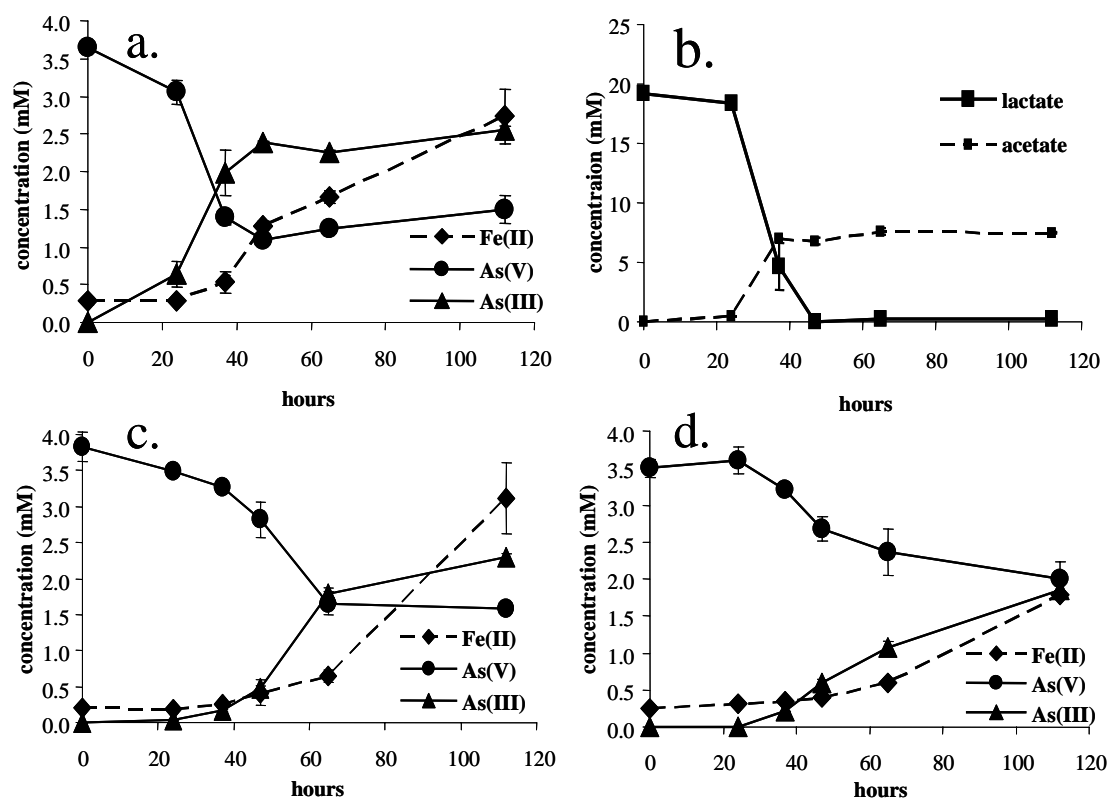 a.
concentration (mM)
4.0
3.5
3.0
2.5
2.0
1.5
1.0
0.5
0.0
Fe(II)
As(V)
As(III)
0 20 40 60 80 100 120
hours
b.
concentraion (mM)
25
20
15
10
5
0
lactate
acetate
0 20 40 60 80 100 120
hours
c.
concentration (mM)
4.0
3.5
3.0
2.5
2.0
1.5
1.0
0.5
0.0
Fe(II)
As(V)
As(III)
0 20 40 60 80 100 120
hours
d.
concentration (mM)
4.0
3.5
3.0
2.5
2.0
1.5
1.0
0.5
0.0
Fe(II)
As(V)
As(III)
0 20 40 60 80 100 120
hours